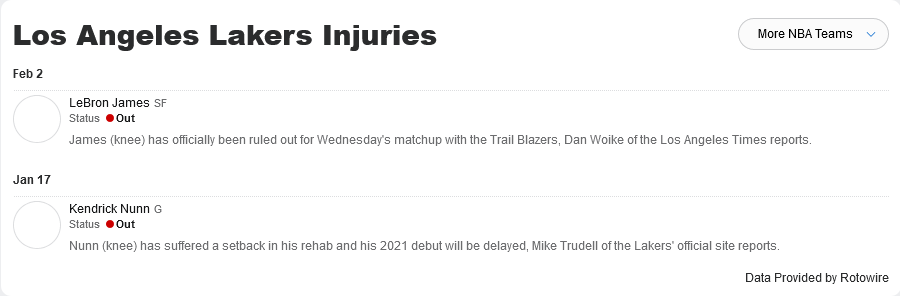 Los Angeles Lakers Injuries
More NBA Teams
Feb 2
LeBron James SF
Status Out
James (knee) has officially been ruled out for Wednesday's matchup with the Trail Blazers, Dan Woike of the Los Angeles Times reports.
Jan 17
Kendrick Nunn G
Status Out
Nunn (knee) has suffered a setback in his rehab and his 2021 debut will be delayed, Mike Trudell of the Lakers' official site reports.
Data Provided by Rotowire